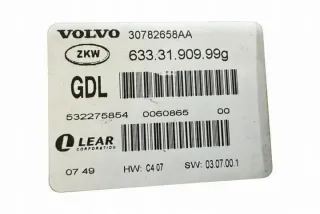 VOLVO 30782658AA
ZKW 633.31.909.99g
GDL
532275854 0060865 00
LEAR
CORPORATION
07 49 HW: C4 07 SW: 03.07.00.1